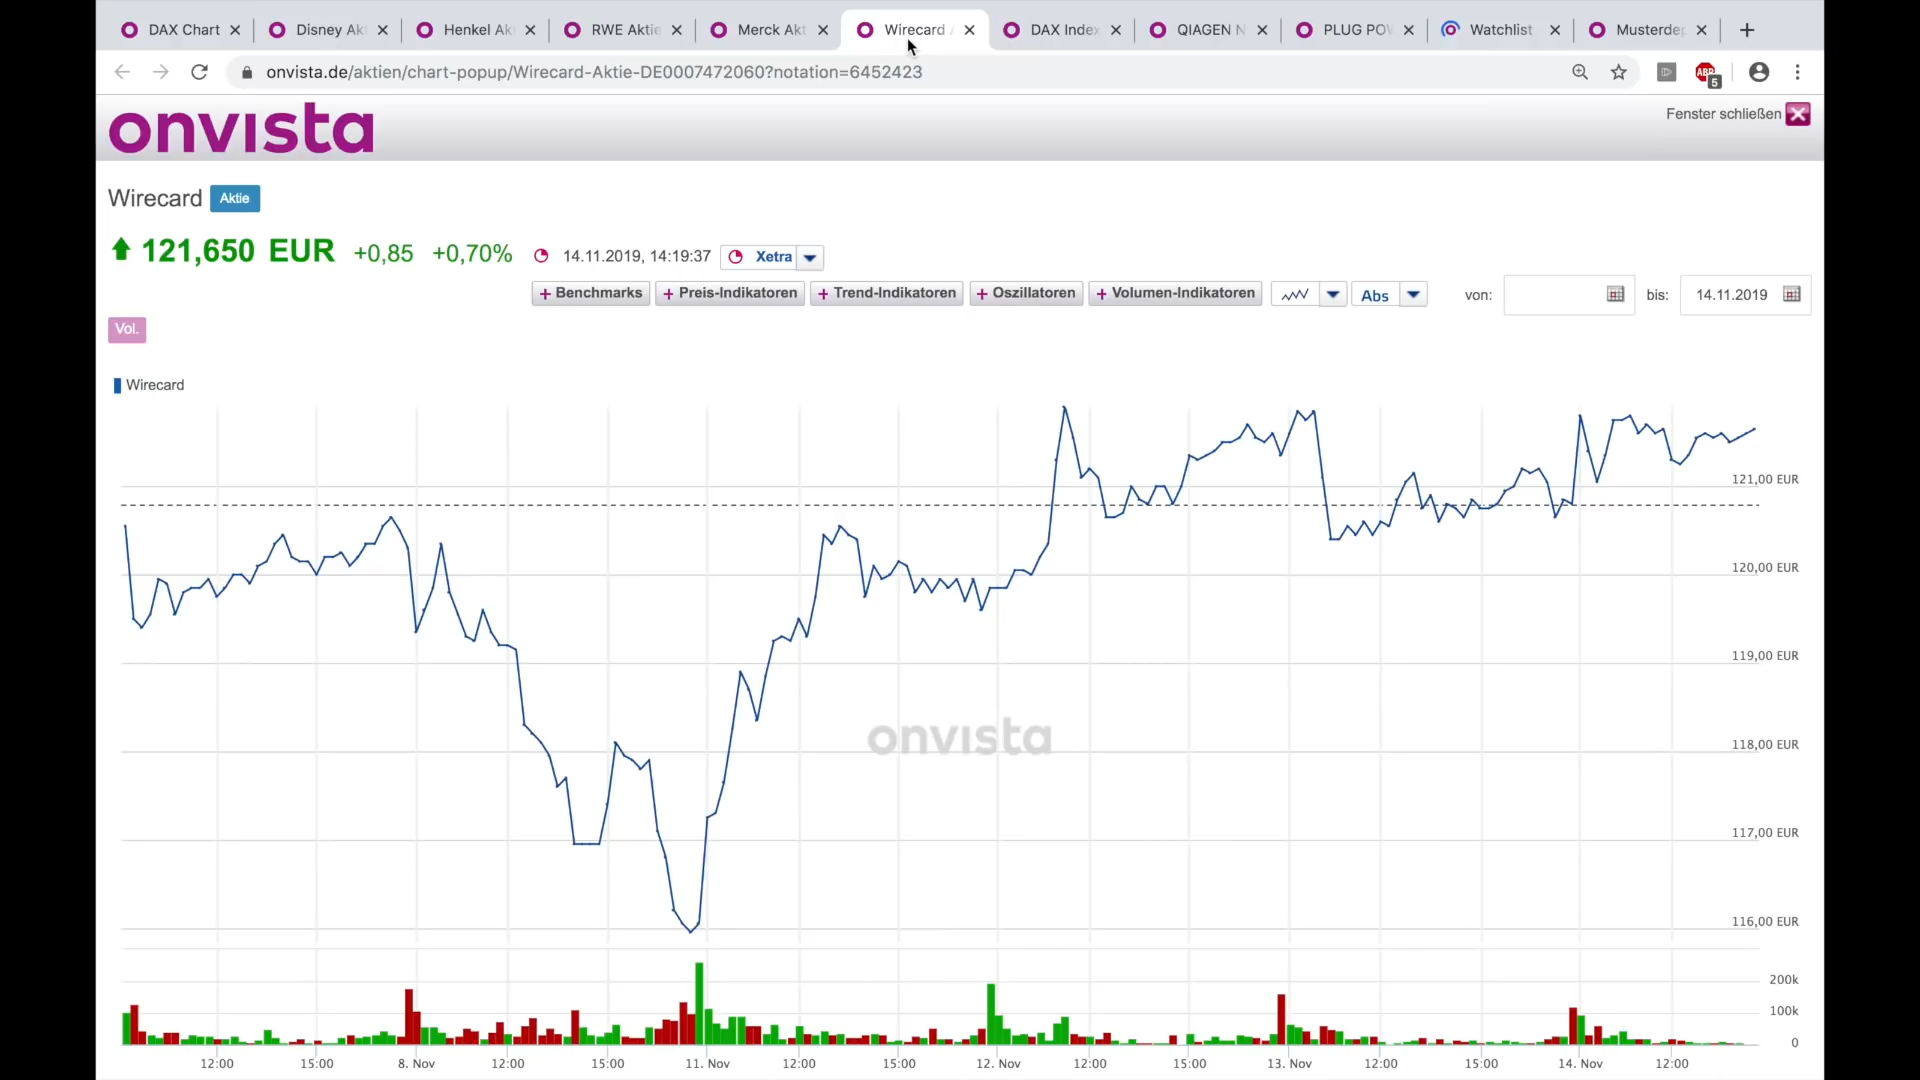 DAX Chart
Disney Ak
Henkel Ak
RWE Aktie
Merck Akt
Wirecard
DAX Index
QIAGEN N
PLUG POW
Watchlist
Musterdep
onvista.de/aktien/chart-popup/Wirecard-Aktie-DE0007472060?notation=6452423
ABP
5
onvista
Fenster schließen
Wirecard Aktie
121,650 EUR +0,85 +0,70% 14.11.2019, 14:19:37 Xetra
+ Benchmarks + Preis-Indikatoren + Trend-Indikatoren + Oszillatoren + Volumen-Indikatoren Abs von: bis: 14.11.2019
Vol.
Wirecard
121,00 EUR
120,00 EUR
119,00 EUR
118,00 EUR
onvista
117,00 EUR
116,00 EUR
200k
100k
0
12:00 15:00 8. Nov 12:00 15:00 11. Nov 12:00 15:00 12. Nov 12:00 15:00 13. Nov 12:00 15:00 14. Nov 12:00